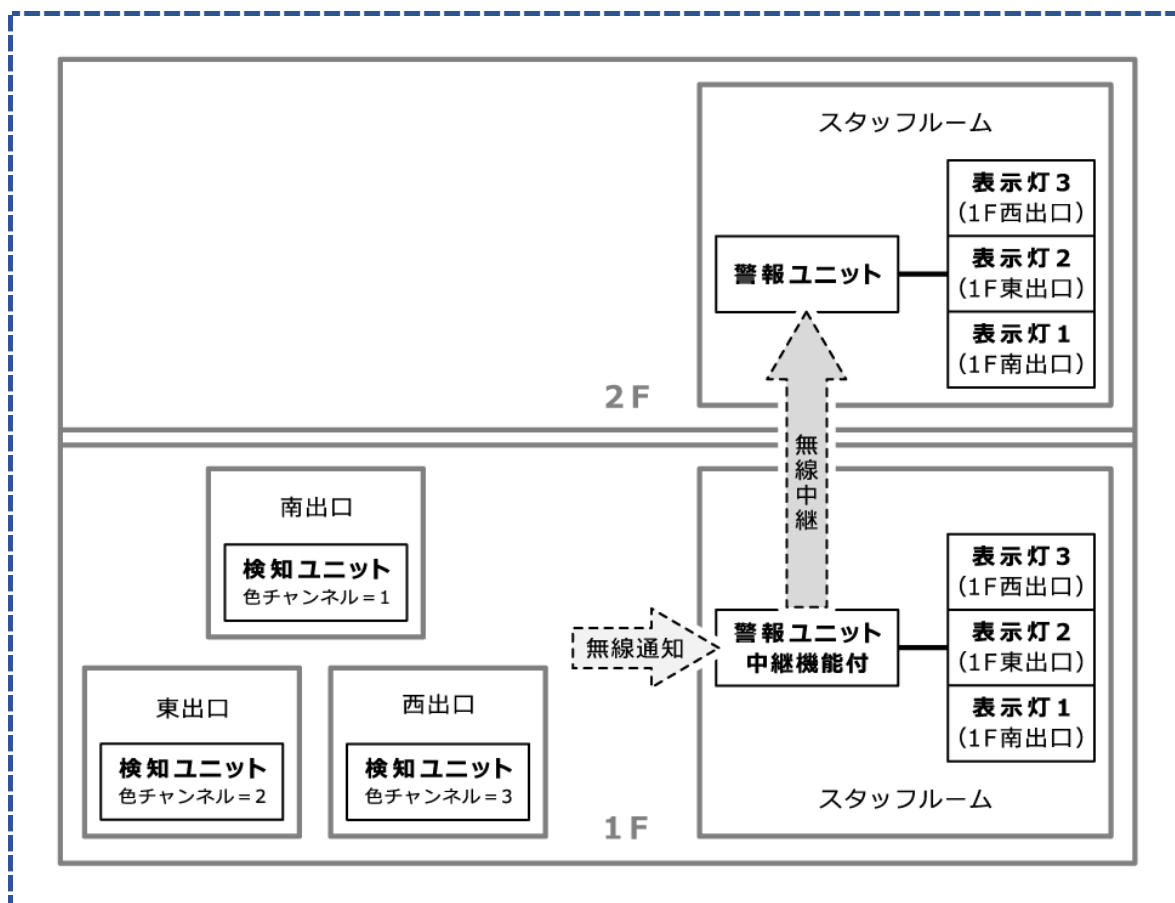 スタッフルーム
表示灯3
(1F西出口)
警報ユニット
表示灯2
(1F東出口)
表示灯1
(1F南出口)
2F
無線中継
南出口
検知ユニット
色チャンネル=1
無線通知
警報ユニット
中継機能付
表示灯3
(1F西出口)
表示灯2
(1F東出口)
表示灯1
(1F南出口)
東出口
検知ユニット
色チャンネル=2
西出口
検知ユニット
色チャンネル=3
スタッフルーム
1F